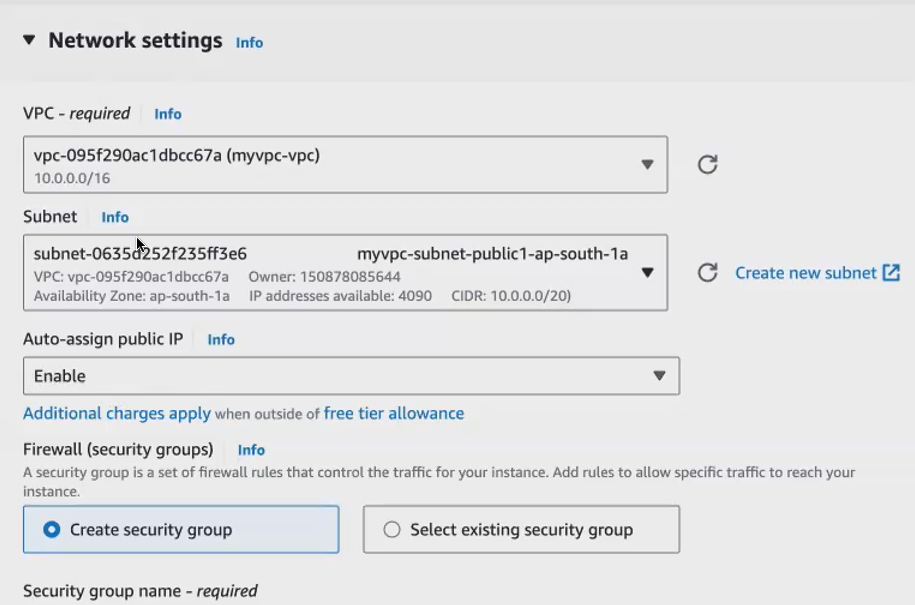 Network settings Info
VPC - required Info
vpc-095f290ac1dbcc67a (myvpc-vpc)
10.0.0.0/16
Subnet Info
subnet-0635d252f235ff3e6 myvpc-subnet-public1-ap-south-1a
VPC: vpc-095f290ac1dbcc67a Owner: 150878085644
Availability Zone: ap-south-1a IP addresses available: 4090 CIDR: 10.0.0.0/20)
Create new subnet
Auto-assign public IP Info
Enable
Additional charges apply when outside of free tier allowance
Firewall (security groups) Info
A security group is a set of firewall rules that control the traffic for your instance. Add rules to allow specific traffic to reach your
instance.
Create security group Select existing security group
Security group name - required